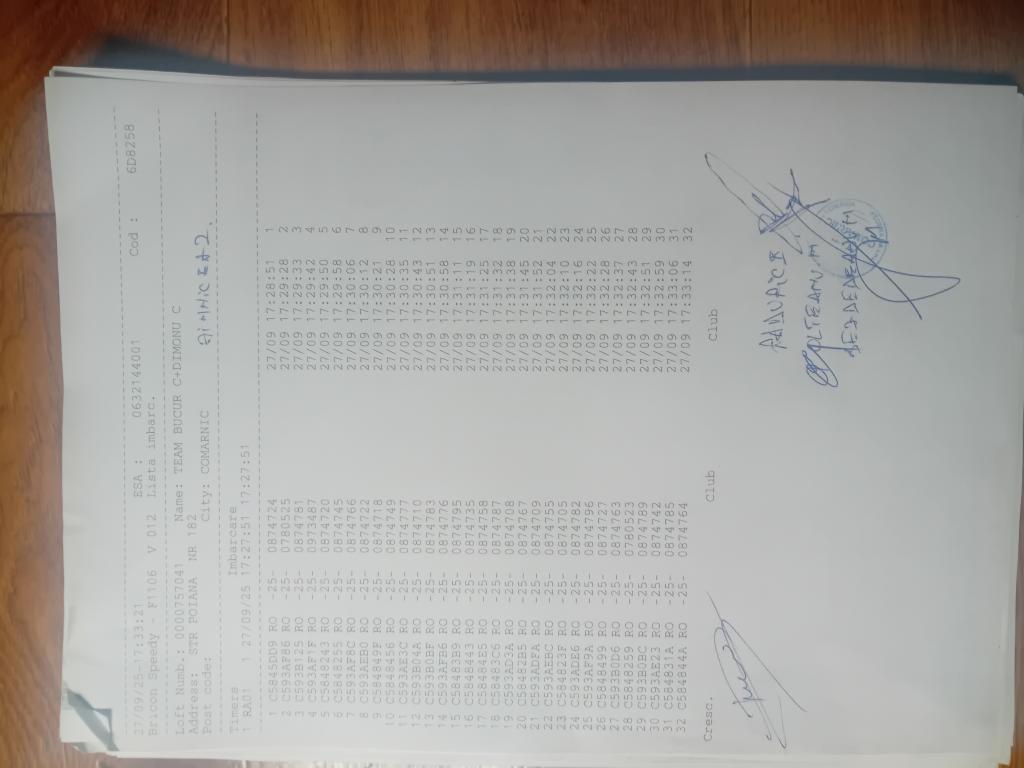 27/09/25-17:33:21 ESA : 0632144001 Cod : 6D8258
Bricon Speedy - F1106 V 012 Lista imbarc.
Loft Numb.: 0000757041 Name: TEAM BUCUR C+DIMONU C
Address: STR POIANA NR 182
Post code: City: COMARNIC
Timers Imbarcare
1 RA01 1 27/09/25 17:27:51 17:27:51
1 C5845DD9 RO -25- 0874724 27/09 17:28:51 1
2 C593AF86 RO -25- 0780525 27/09 17:29:28 2
3 C593B125 RO -25- 0874781 27/09 17:29:33 3
4 C593AF1F RO -25- 0973487 27/09 17:29:42 4
5 C5848243 RO -25- 0874720 27/09 17:29:50 5
6 C5848255 RO -25- 0874745 27/09 17:29:58 6
7 C593AF8C RO -25- 0874766 27/09 17:30:06 7
8 C593AEB0 RO -25- 0874722 27/09 17:30:12 8
9 C584849F RO -25- 0874718 27/09 17:30:21 9
10 C5848456 RO -25- 0874749 27/09 17:30:28 10
11 C593AE3C RO -25- 0874777 27/09 17:30:35 11
12 C593B04A RO -25- 0874710 27/09 17:30:43 12
13 C593B0BF RO -25- 0874783 27/09 17:30:51 13
14 C593AFB6 RO -25- 0874776 27/09 17:30:58 14
15 C58483B9 RO -25- 0874795 27/09 17:31:11 15
16 C5848443 RO -25- 0874735 27/09 17:31:19 16
17 C58484E5 RO -25- 0874758 27/09 17:31:25 17
18 C58483C6 RO -25- 0874787 27/09 17:31:32 18
19 C593AD3A RO -25- 0874708 27/09 17:31:38 19
20 C58482B5 RO -25- 0874767 27/09 17:31:45 20
21 C593ADFA RO -25- 0874709 27/09 17:31:52 21
22 C593AEBC RO -25- 0874755 27/09 17:32:04 22
23 C584823F RO -25- 0874705 27/09 17:32:10 23
24 C593ADE6 RO -25- 0874782 27/09 17:32:16 24
25 RO -25- 0874796 27/09 17:32:22 25
26 RO -25- 0874757 27/09 17:32:28 26
27 C593B0D6 RO -25- 0874763 27/09 17:32:37 27
28 C5848259 RO -25- 0780523 27/09 17:32:43 28
29 C593B0BC RO -25- 0874789 27/09 17:32:51 29
30 C593AE23 RO -25- 0874742 27/09 17:32:59 30
31 C584831A RO -25- 0874785 27/09 17:33:06 31
32 C584844A RO -25- 0874764 27/09 17:33:14 32
Cresc. Club Club